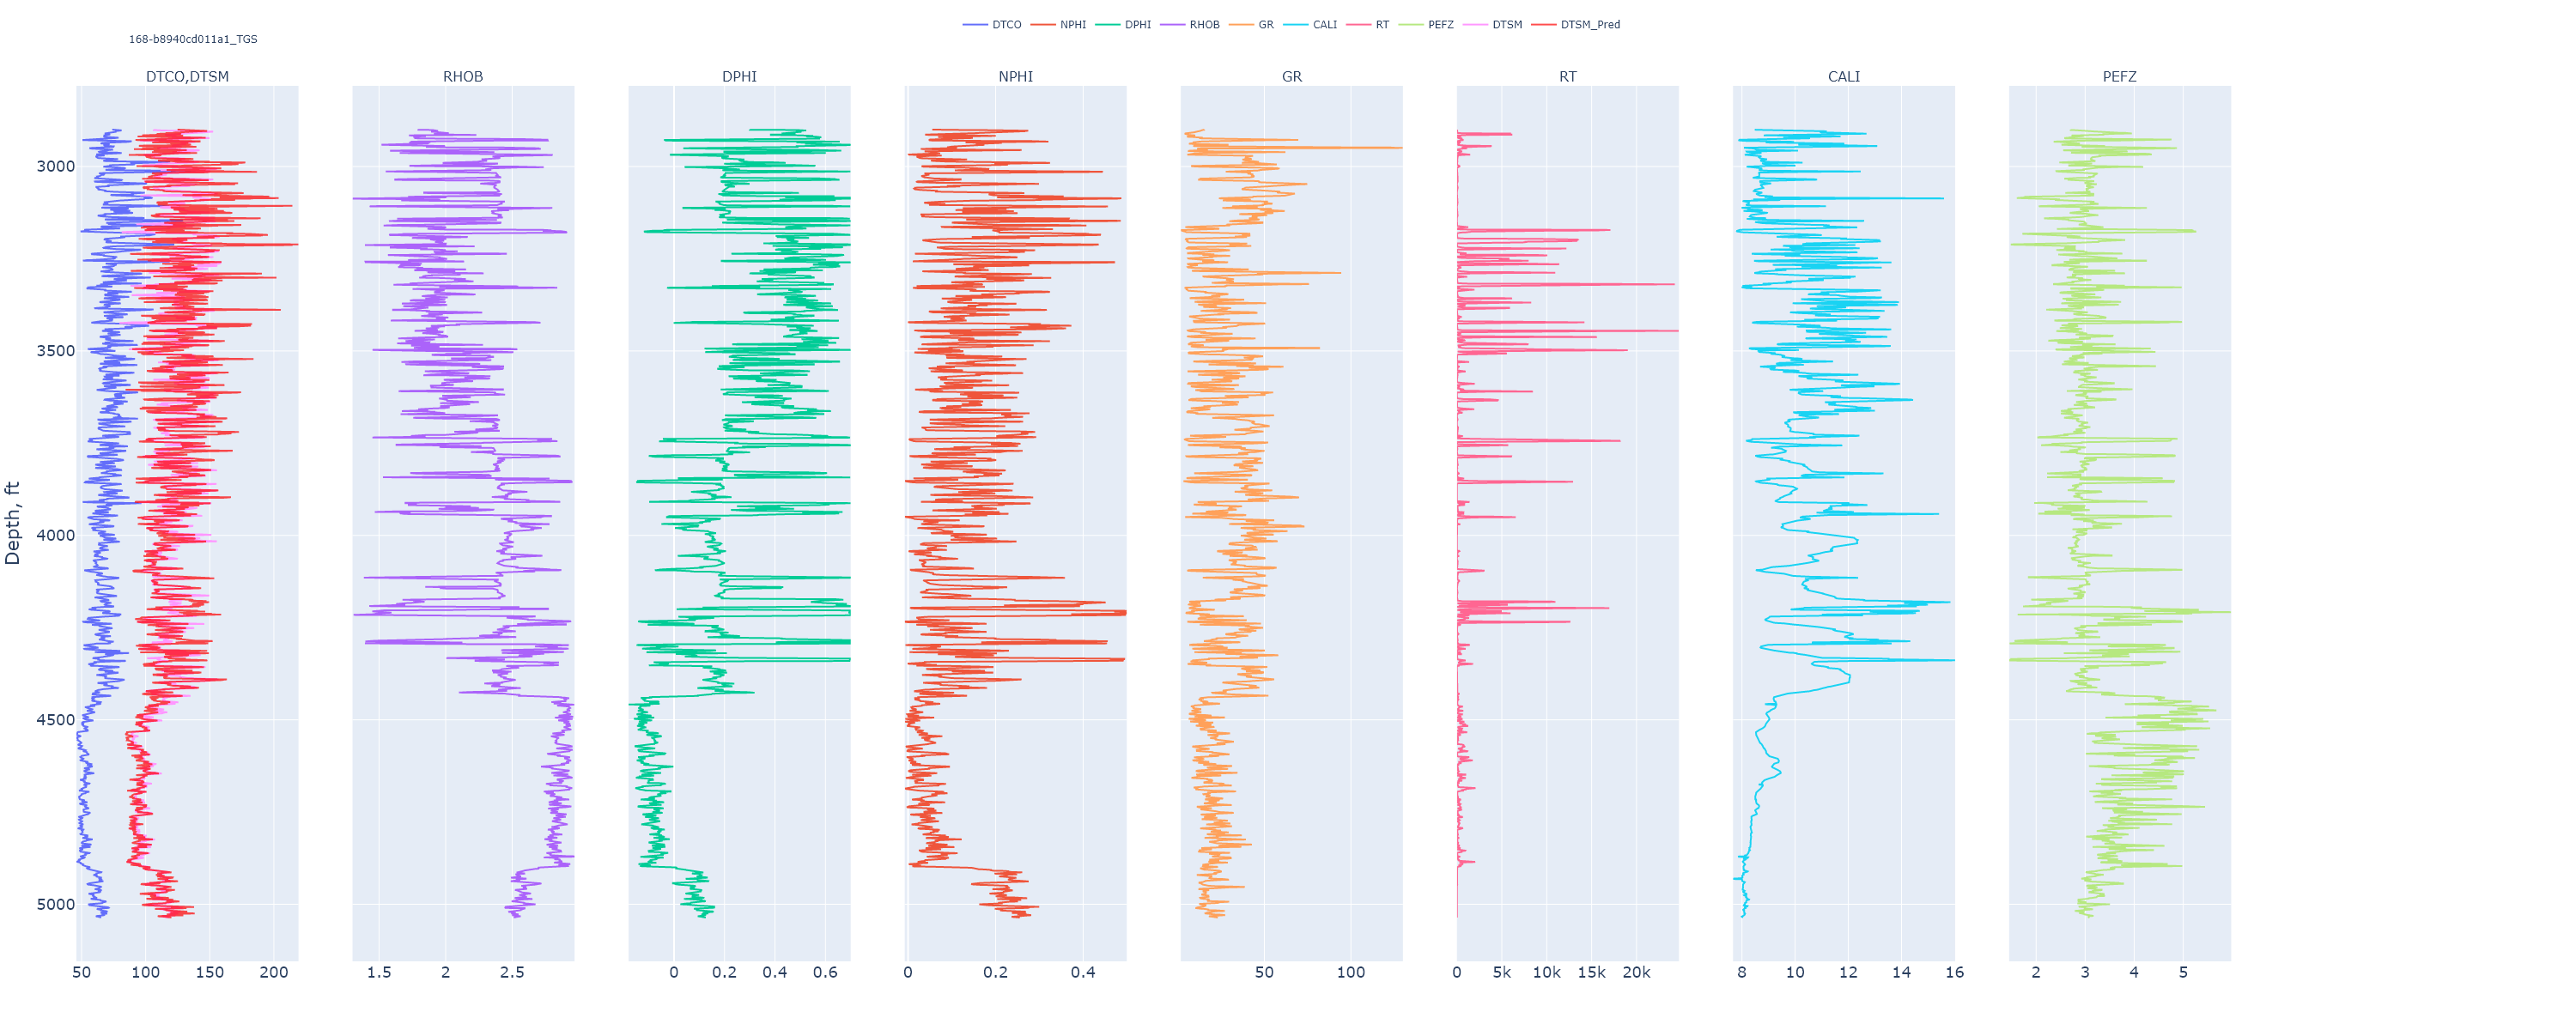 DTCO NPHI DPHI RHOB GR CALI RT PEFZ DTSM DTSM_Pred
168-b8940cd011a1_TGS
DTCO,DTSM RHOB DPHI NPHI GR RT CALI PEFZ
Depth, ft
3000
3500
4000
4500
5000
50 100 150 200 1.5 2 2.5 0 0.2 0.4 0.6 0 0.2 0.4 50 100 0 5k 10k 15k 20k 8 10 12 14 16 2 3 4 5